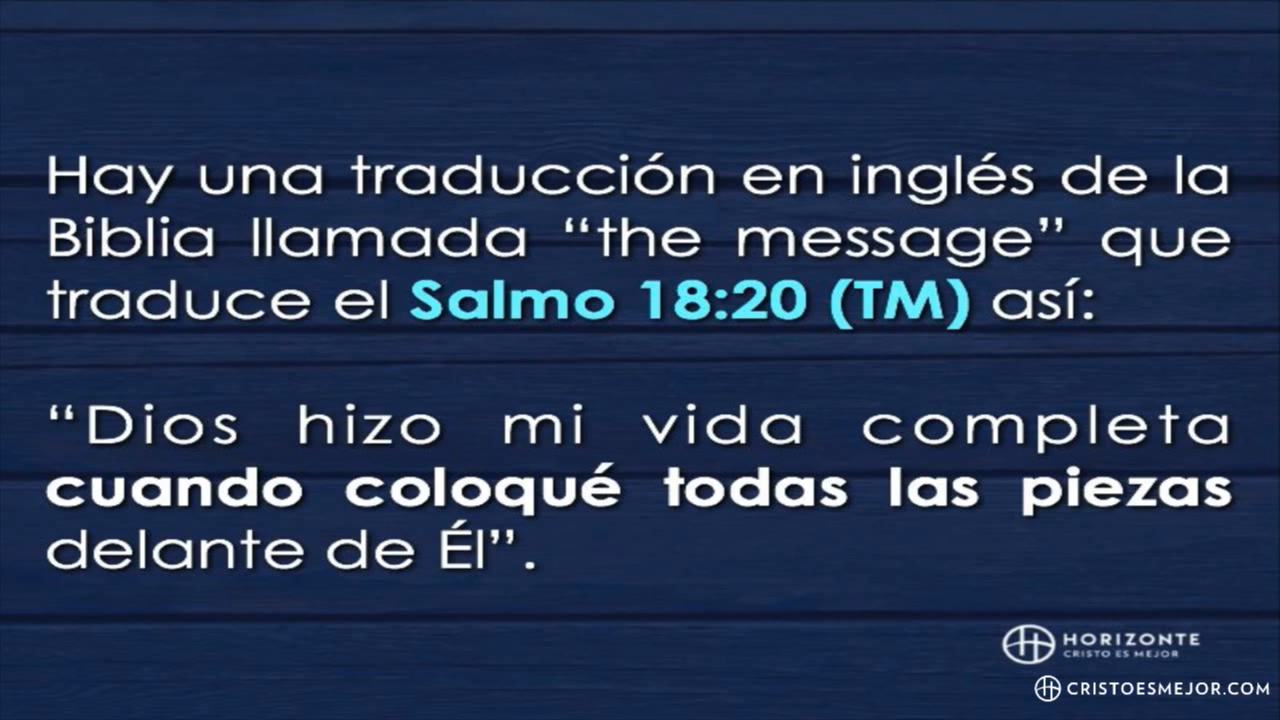 Hay una traducción en inglés de la
Biblia llamada “the message” que
traduce el Salmo 18:20 (TM) así:
“Dios hizo mi vida completa
cuando coloqué todas las piezas
delante de Él”.
HORIZONTE
CRISTO ES MEJOR
CRISTOESMEJOR.COM